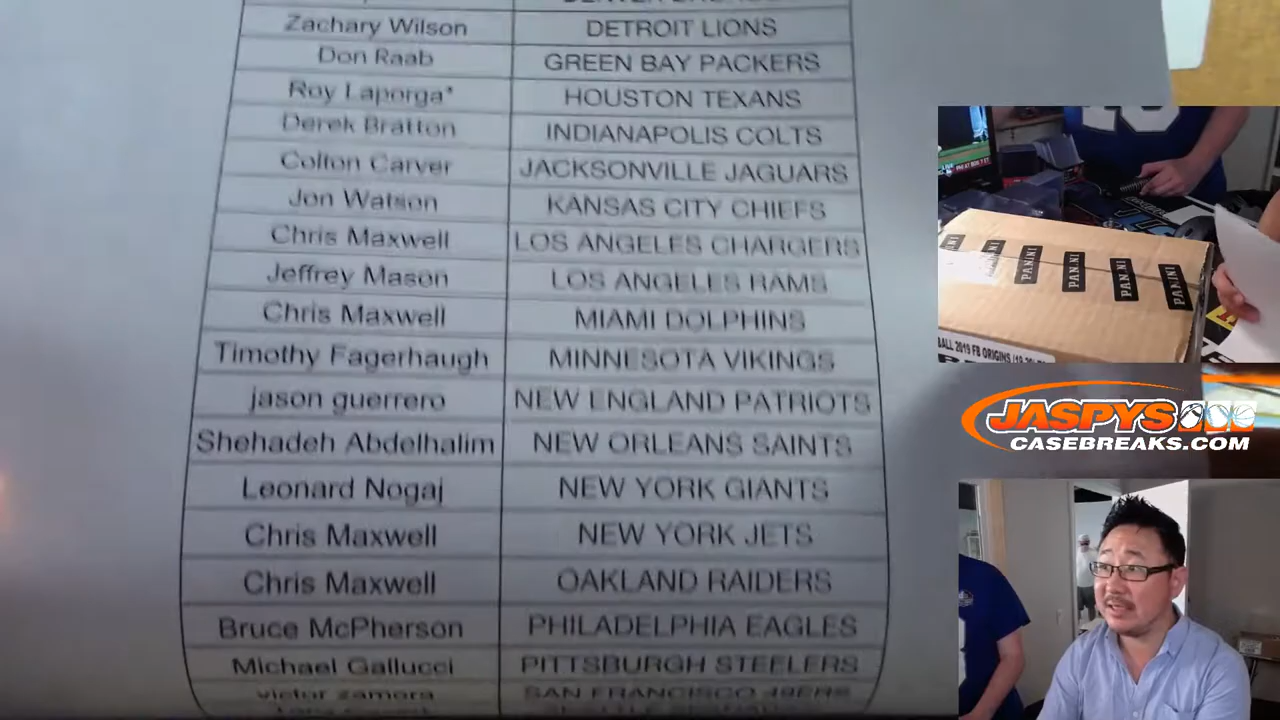 Zachary Wilson DETROIT LIONS
Don Raab GREEN BAY PACKERS
Roy Laporga* HOUSTON TEXANS
Derek Bratton INDIANAPOLIS COLTS
Colton Carver JACKSONVILLE JAGUARS
Jon Watson KANSAS CITY CHIEFS
Chris Maxwell LOS ANGELES CHARGERS
Jeffrey Mason LOS ANGELES RAMS
Chris Maxwell MIAMI DOLPHINS
Timothy Fagerhaugh MINNESOTA VIKINGS
jason guerrero NEW ENGLAND PATRIOTS
Shehadeh Abdelhalim NEW ORLEANS SAINTS
Leonard Nogaj NEW YORK GIANTS
Chris Maxwell NEW YORK JETS
Chris Maxwell OAKLAND RAIDERS
Bruce McPherson PHILADELPHIA EAGLES
Michael Gallucci PITTSBURGH STEELERS
victor zamora SAN FRANCISCO 49ERS
PANINI PANINI PANINI PANINI
BALL 2019 FB ORIGINS
JASPYS
CASEBREAKS.COM